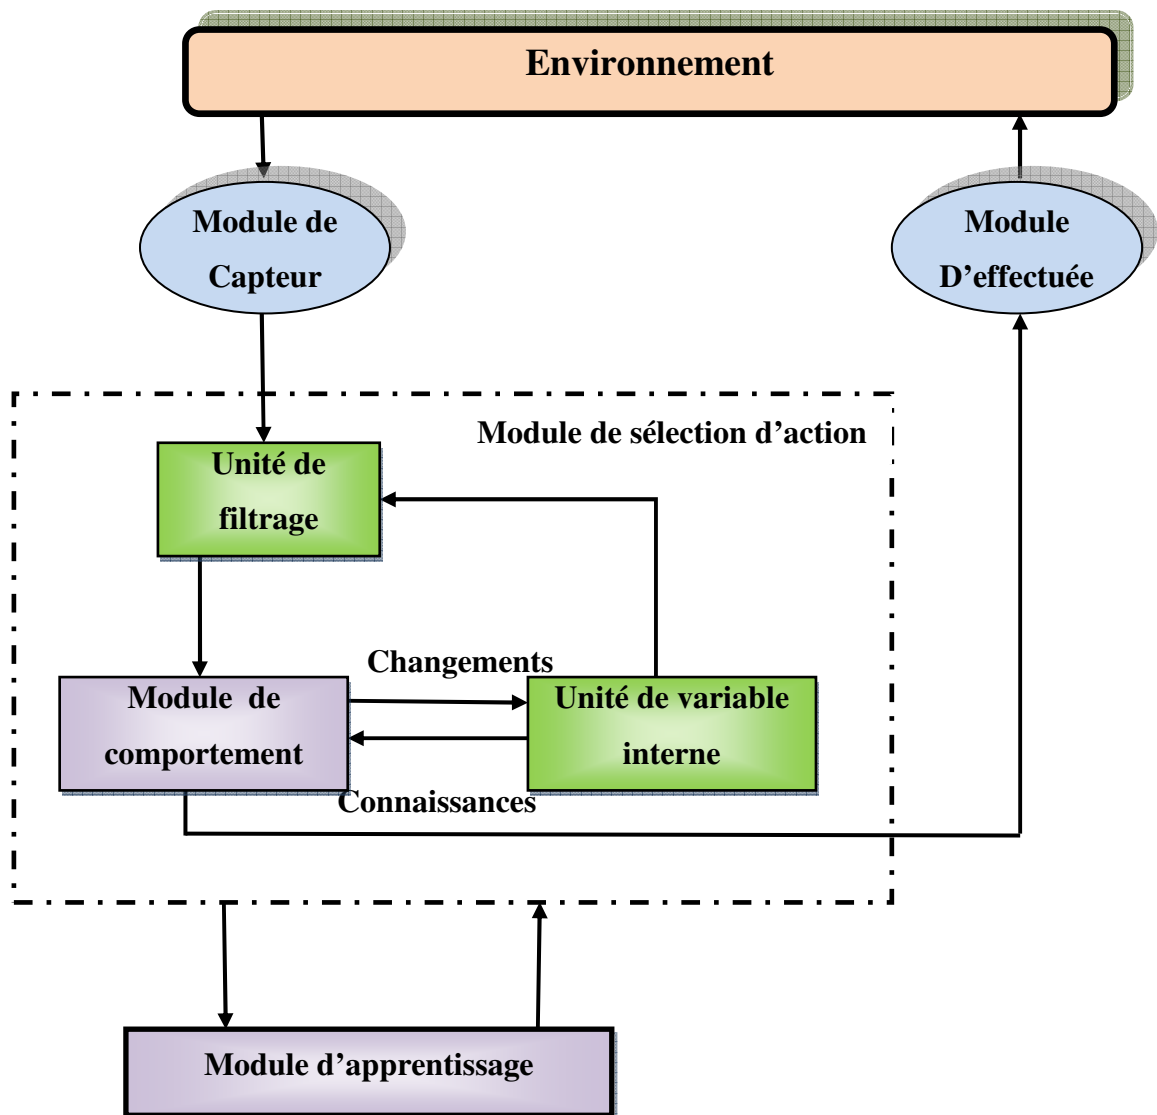 Environnement
Module de
Capteur
Module
D’effectuée
Module de sélection d’action
Unité de
filtrage
Changements
Module de
comportement
Unité de variable
interne
Connaissances
Module d’apprentissage